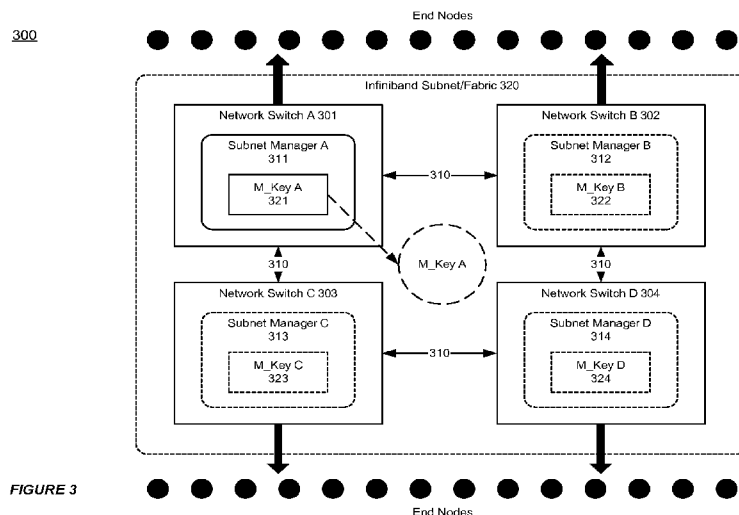 End Nodes
300
Infiniband Subnet/Fabric 320
Network Switch A 301
Network Switch B 302
Subnet Manager A
311
Subnet Manager B
312
M_Key A
321
310
M_Key B
322
M_Key A
310
310
Network Switch C 303
Network Switch D 304
Subnet Manager C
313
Subnet Manager D
314
M_Key C
323
310
M_Key D
324
FIGURE 3
End Nodes